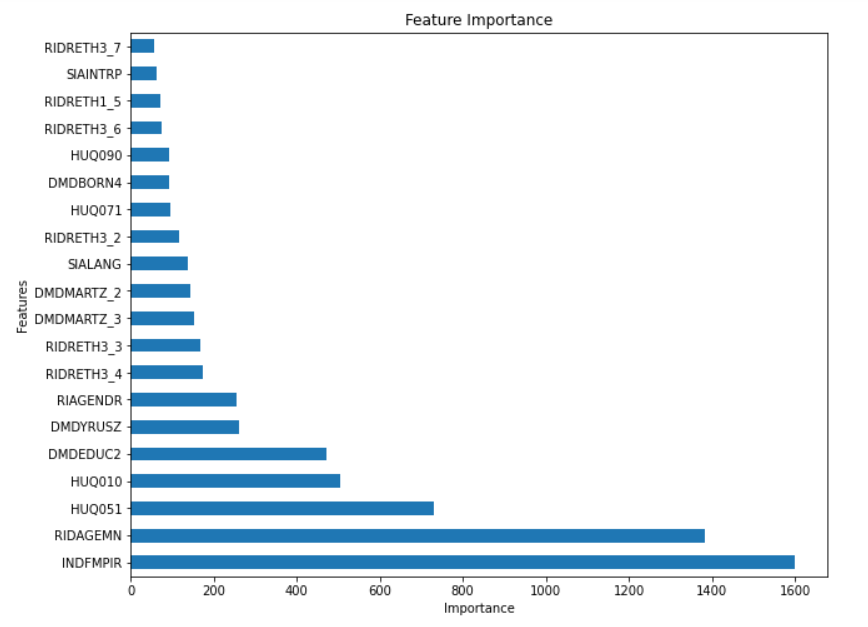 Feature Importance
RIDRETH3_7
SIAINTRP
RIDRETH1_5
RIDRETH3_6
HUQ090
DMDBORN4
HUQ071
RIDRETH3_2
SIALANG
DMDMARTZ_2
DMDMARTZ_3
RIDRETH3_3
RIDRETH3_4
RIAGENDR
DMDYRUSZ
DMDEDUC2
HUQ010
HUQ051
RIDAGEMN
INDFMPIR
Features
0 200 400 600 800 1000 1200 1400 1600
Importance